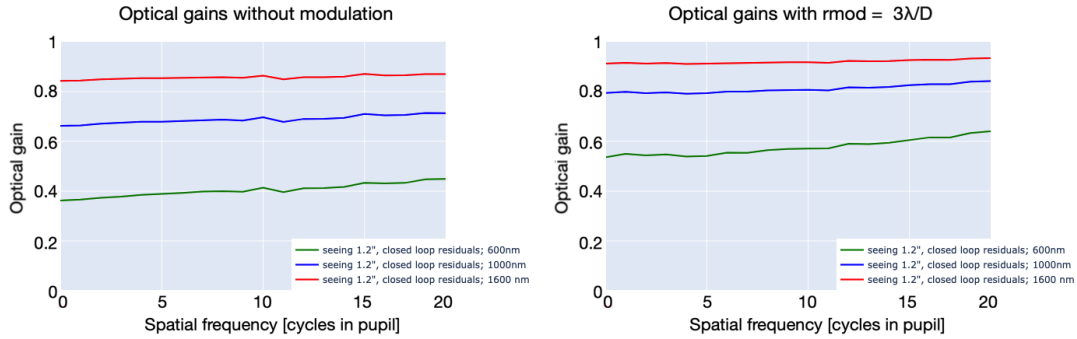 Optical gains without modulation
1
0.8
0.6
0.4
0.2
0
Optical gain
0 5 10 15 20
Spatial frequency [cycles in pupil]
seeing 1.2", closed loop residuals; 600nm
seeing 1.2", closed loop residuals; 1000nm
seeing 1.2", closed loop residuals; 1600 nm
Optical gains with rmod = 3λ/D
1
0.8
0.6
0.4
0.2
0
Optical gain
0 5 10 15 20
Spatial frequency [cycles in pupil]
seeing 1.2", closed loop residuals; 600nm
seeing 1.2", closed loop residuals; 1000nm
seeing 1.2", closed loop residuals; 1600 nm